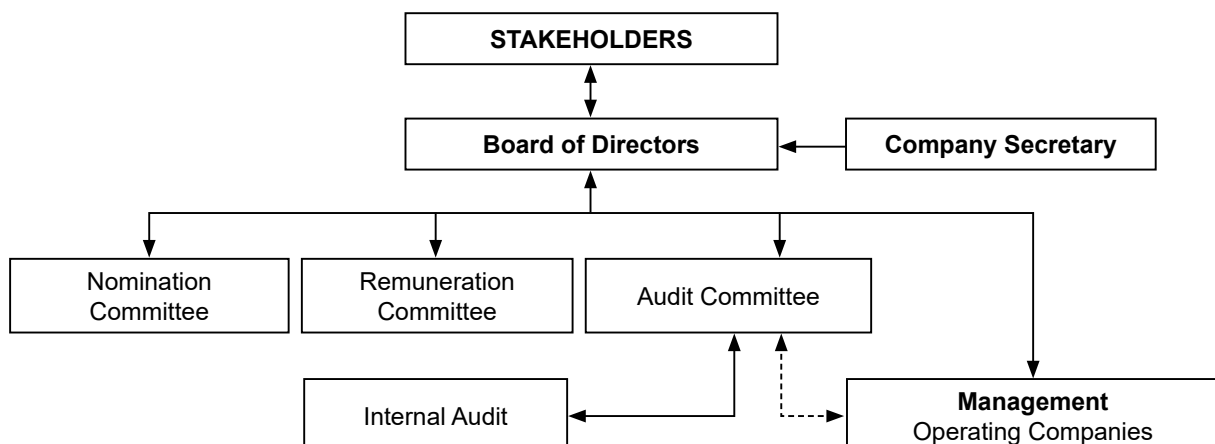 STAKEHOLDERS
Board of Directors
Company Secretary
Nomination
Committee
Remuneration
Committee
Audit Committee
Internal Audit
Management
Operating Companies